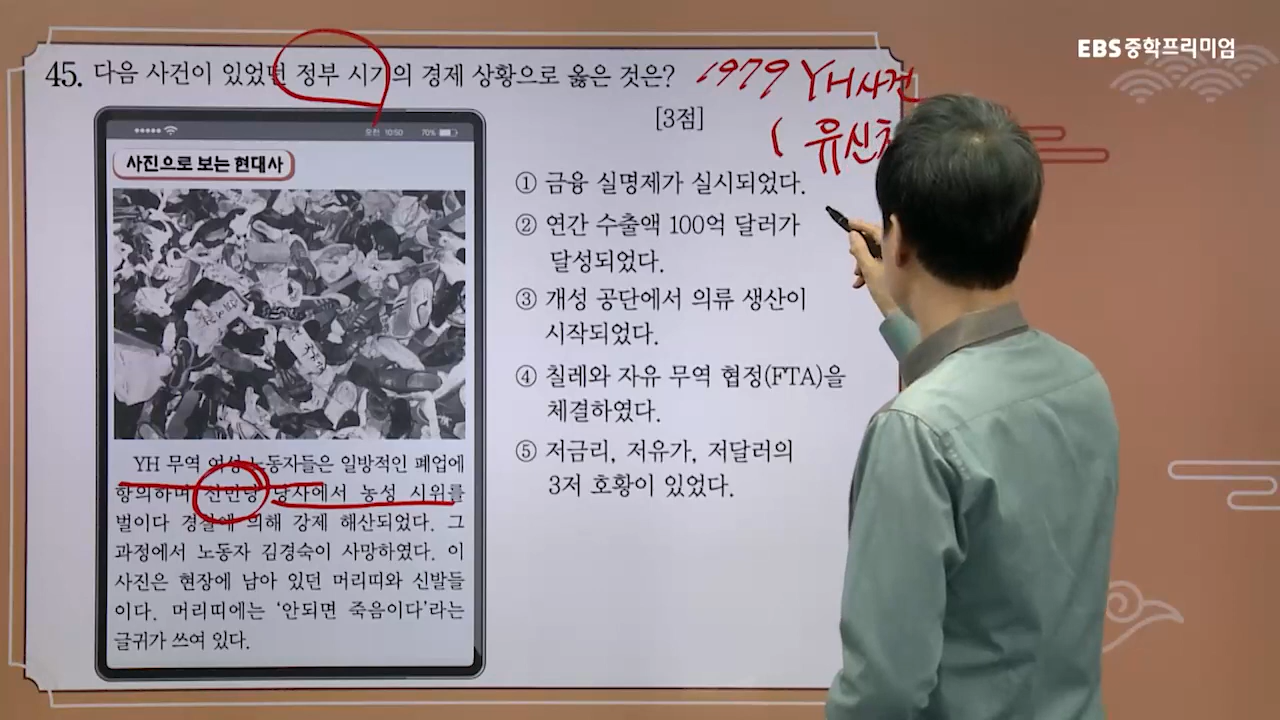 EBS 중학프리미엄
45. 다음 사건이 있었던 정부 시기의 경제 상황으로 옳은 것은?
[3점]
1979 YH사건
유신체
오전 10:50 70%
사진으로 보는 현대사
YH 무역 여성 노동자들은 일방적인 폐업에
항의하며 신민당 당사에서 농성 시위를
벌이다 경찰에 의해 강제 해산되었다. 그
과정에서 노동자 김경숙이 사망하였다. 이
사진은 현장에 남아 있던 머리띠와 신발들
이다. 머리띠에는 ‘안되면 죽음이다’라는
글귀가 쓰여 있다.
① 금융 실명제가 실시되었다.
② 연간 수출액 100억 달러가
달성되었다.
③ 개성 공단에서 의류 생산이
시작되었다.
④ 칠레와 자유 무역 협정(FTA)을
체결하였다.
⑤ 저금리, 저유가, 저달러의
3저 호황이 있었다.